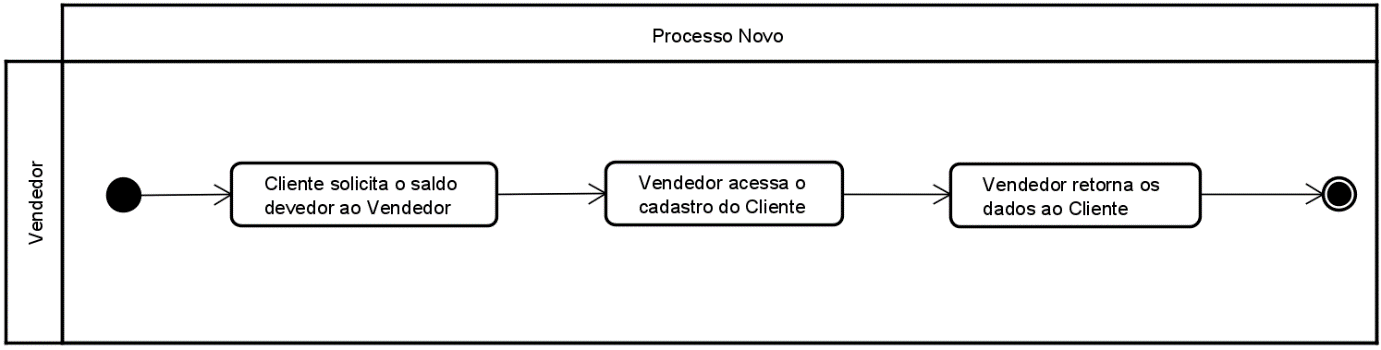 Processo Novo
Vendedor
Cliente solicita o saldo
devedor ao Vendedor
Vendedor acessa o
cadastro do Cliente
Vendedor retorna os
dados ao Cliente